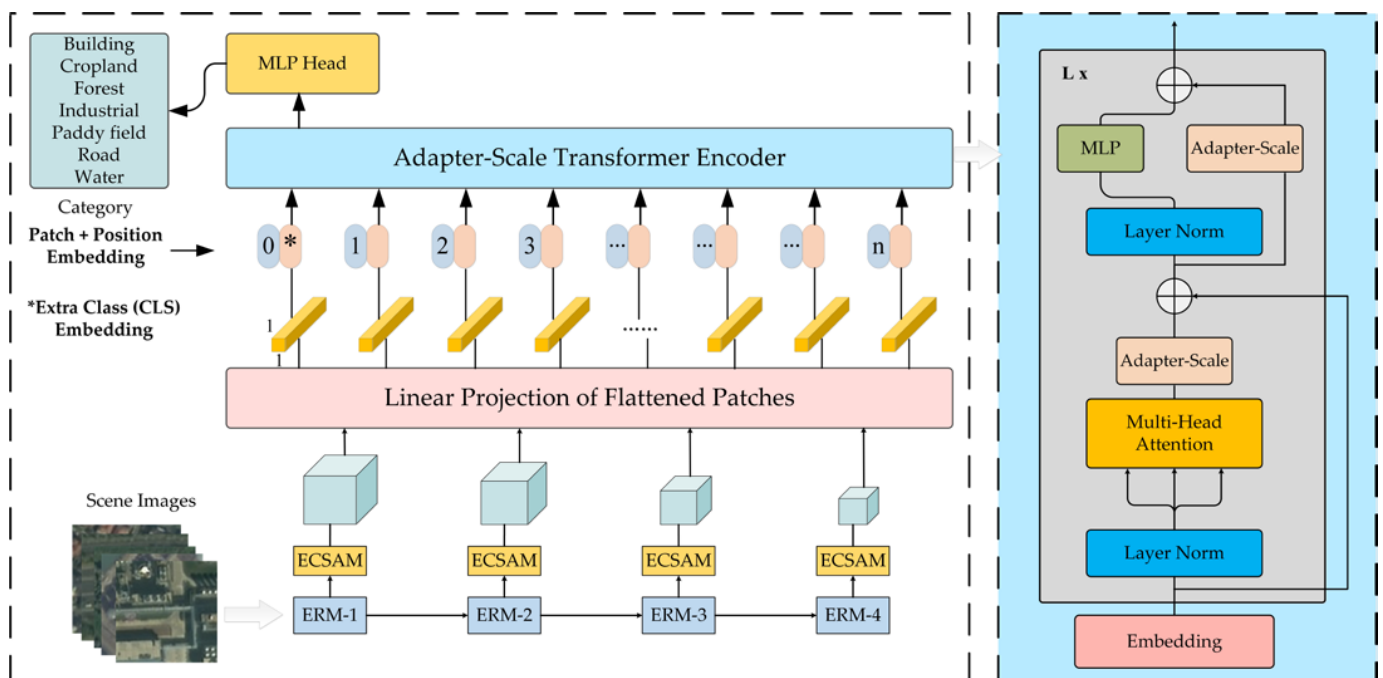 Building
Cropland
Forest
Industrial
Paddy field
Road
Water
Category
MLP Head
Adapter-Scale Transformer Encoder
Patch + Position
Embedding
0 * 1 2 3 ... ... ... n
*Extra Class (CLS)
Embedding
1
1
......
Linear Projection of Flattened Patches
Scene Images
ECSAM ECSAM ECSAM ECSAM
ERM-1 ERM-2 ERM-3 ERM-4
L x
MLP
Adapter-Scale
Layer Norm
Adapter-Scale
Multi-Head
Attention
Layer Norm
Embedding